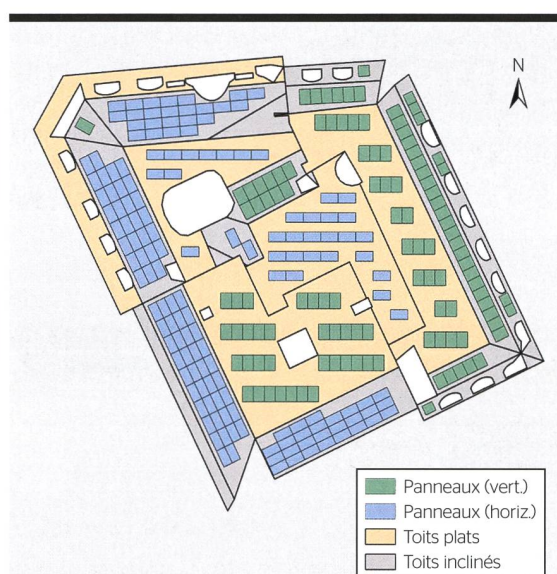 N
Panneaux (vert.)
Panneaux (horiz.)
Toits plats
Toits inclinés